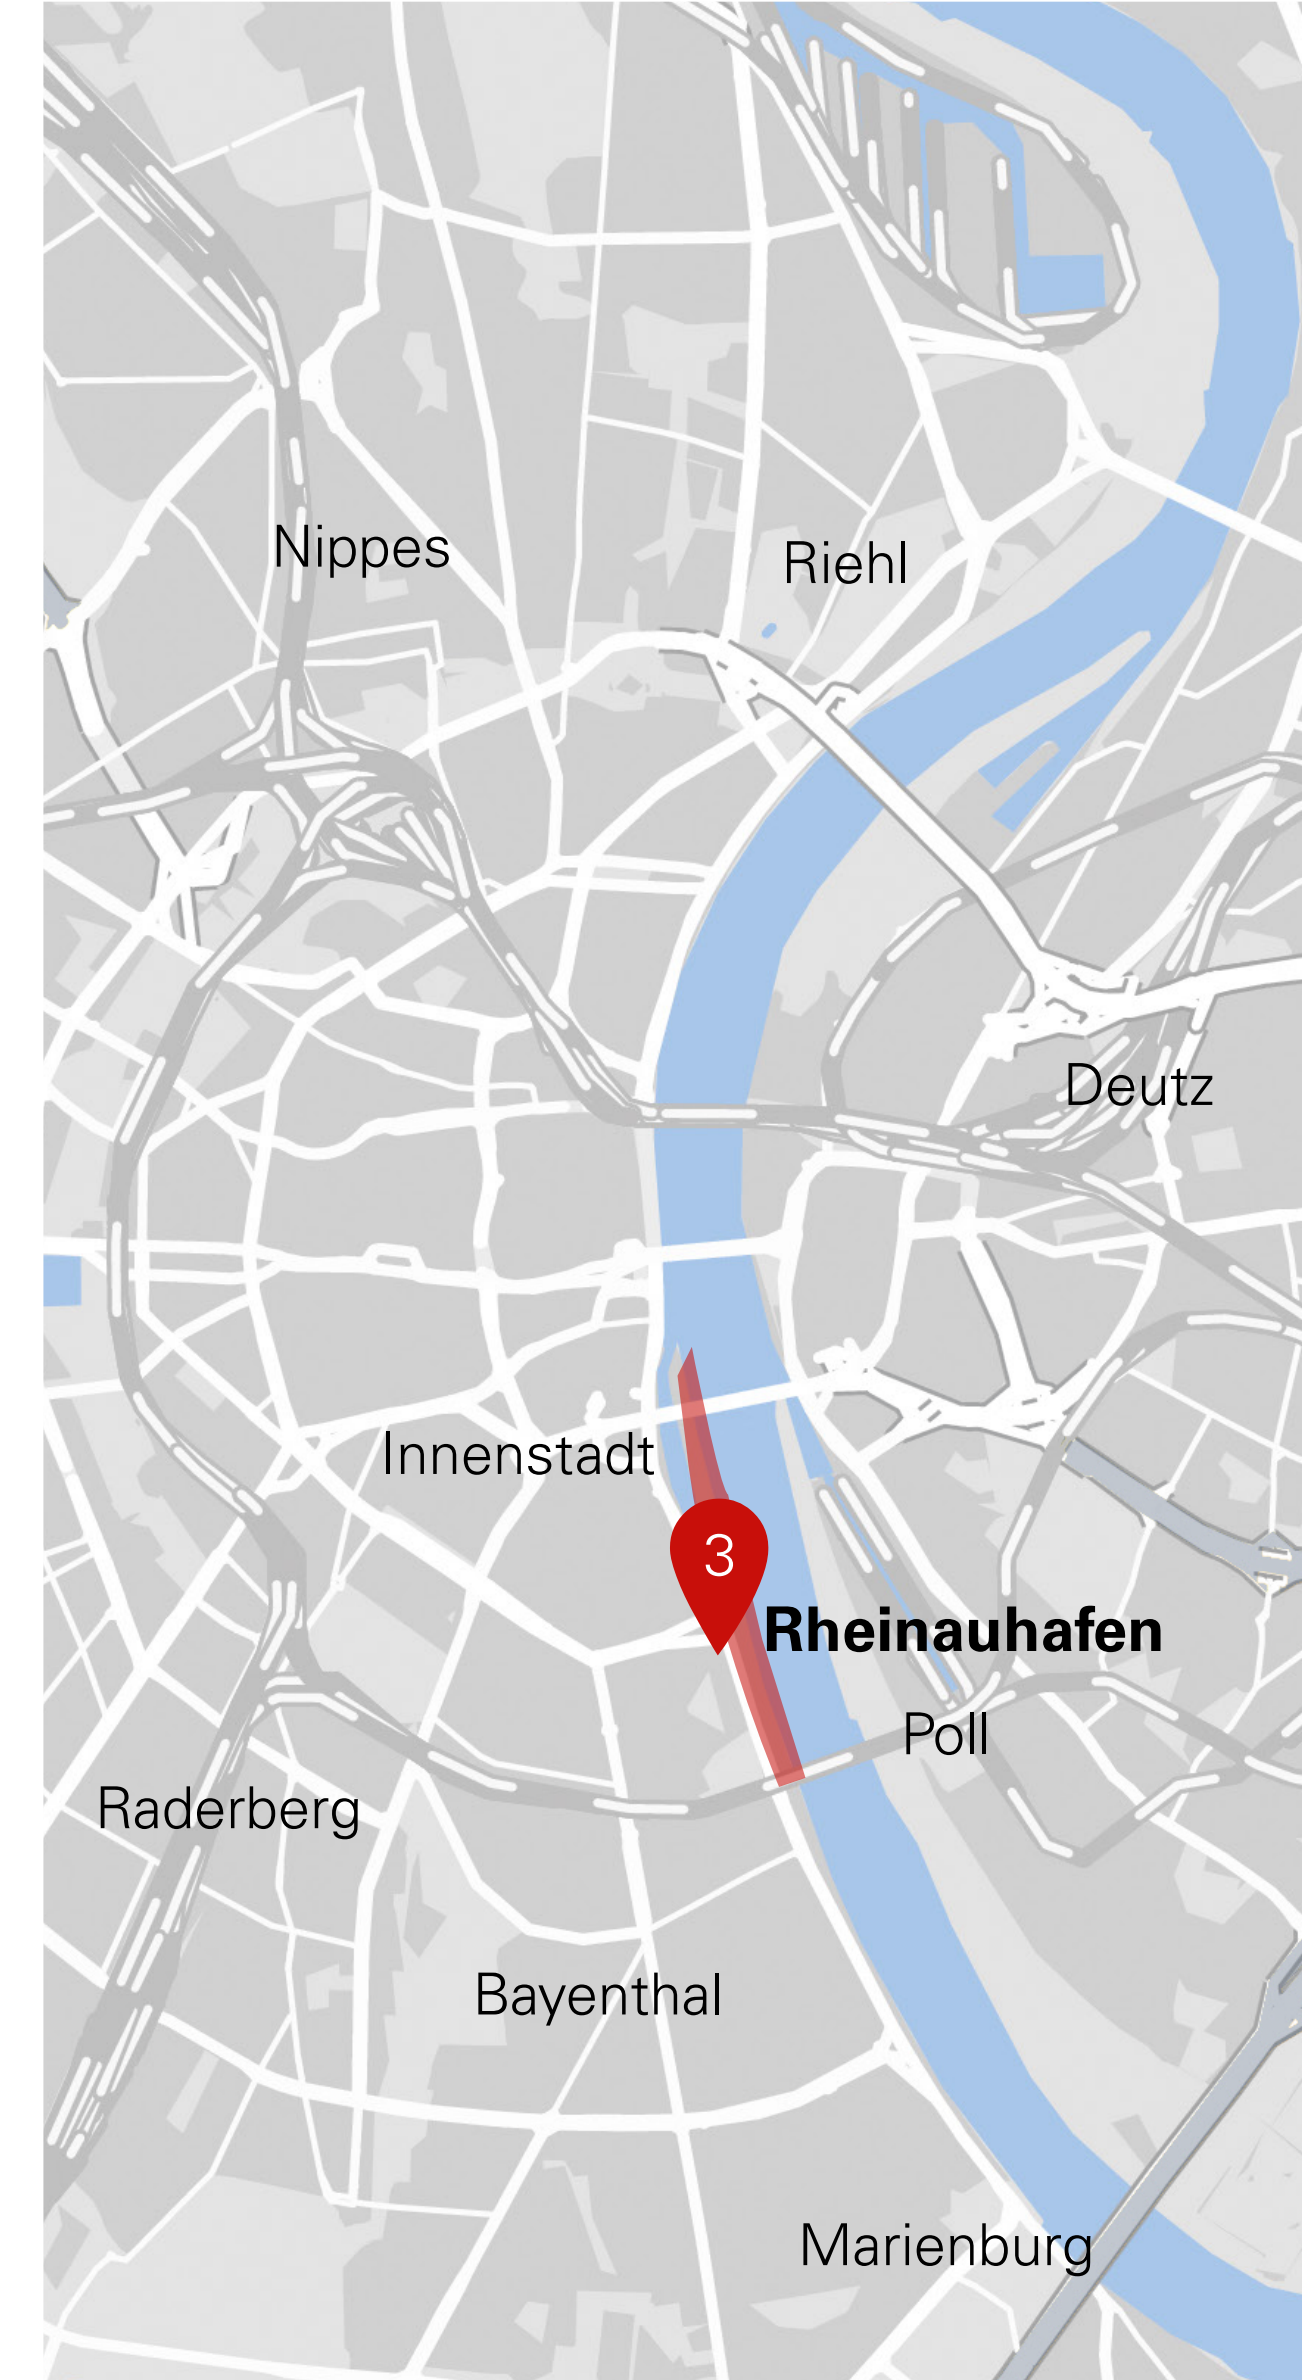 Nippes
Riehl
Deutz
Innenstadt
3
Rheinauhafen
Poll
Raderberg
Bayenthal
Marienburg